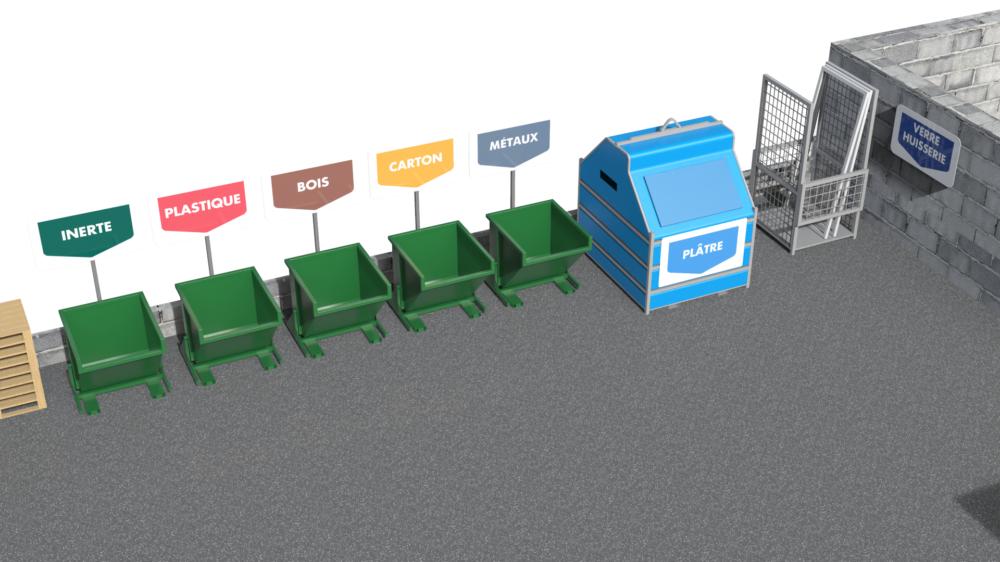 INERTE
PLASTIQUE
BOIS
CARTON
MÉTAUX
PLÂTRE
VERRE
HUISSERIE